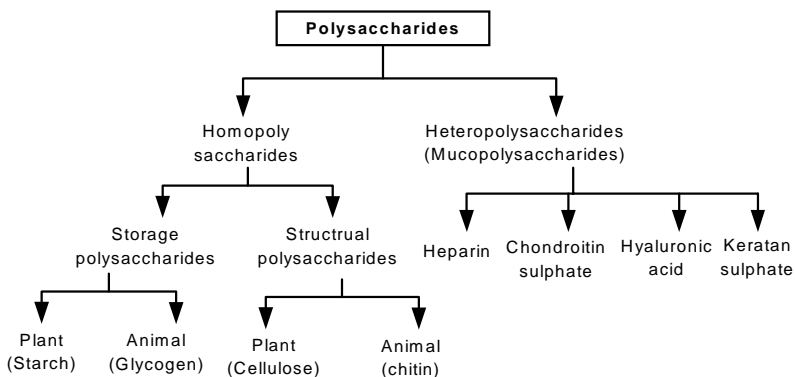 Polysaccharides
Homopoly
saccharides
Heteropolysaccharides
(Mucopolysaccharides)
Storage
polysaccharides
Structrual
polysaccharides
Heparin
Chondroitin
sulphate
Hyaluronic
acid
Keratan
sulphate
Plant
(Starch)
Animal
(Glycogen)
Plant
(Cellulose)
Animal
(chitin)